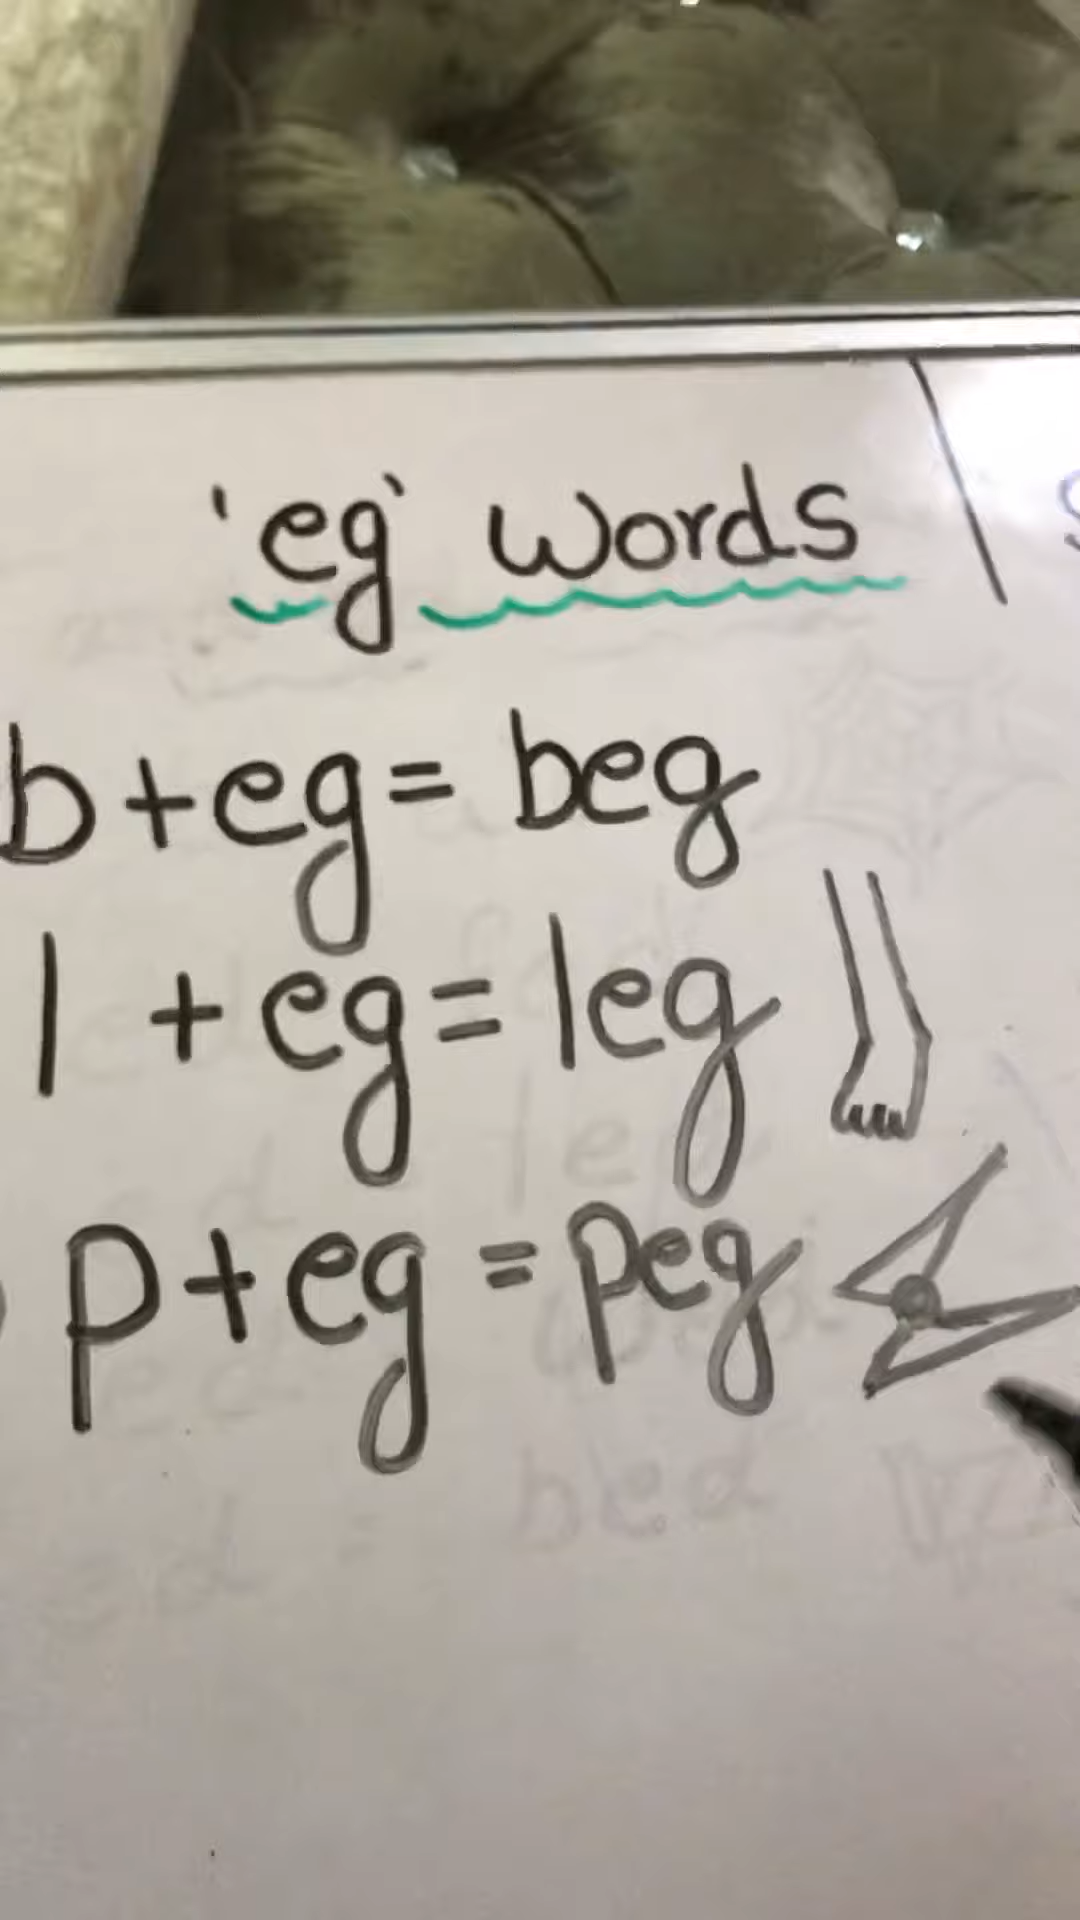 'eg' words
b + eg = beg
l + eg = leg
p + eg = peg